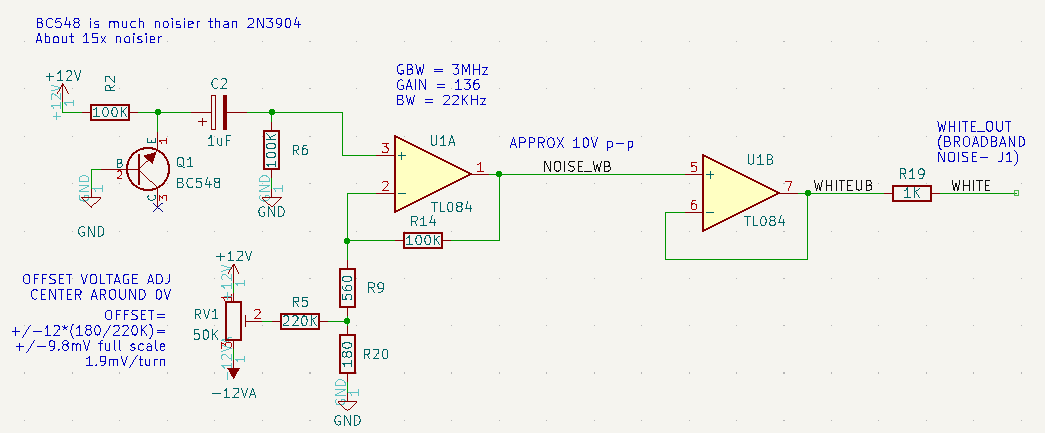 BC548 is much noisier than 2N3904
About 15x noisier
+12V
+12V
1
R2
100K
C2
+
1uF
E
1
B
2
C
3
Q1
BC548
GND
1
GND
100K
R6
GND
1
GND
GBW = 3MHz
GAIN = 136
BW = 22KHz
3
+
2
−
1
U1A
TL084
R14
100K
APPROX 10V p-p
NOISE_WB
5
+
6
−
7
U1B
TL084
WHITEUB
R19
1K
WHITE
WHITE_OUT
(BROADBAND
NOISE- J1)
OFFSET VOLTAGE ADJ
CENTER AROUND 0V
OFFSET=
+/-12*(180/220K)=
+/-9.8mV full scale
1.9mV/turn
+12V
+12V
1
RV1
50K
2
3
-12V
1
-12VA
R5
220K
560
R9
180
R20
GND
1
GND